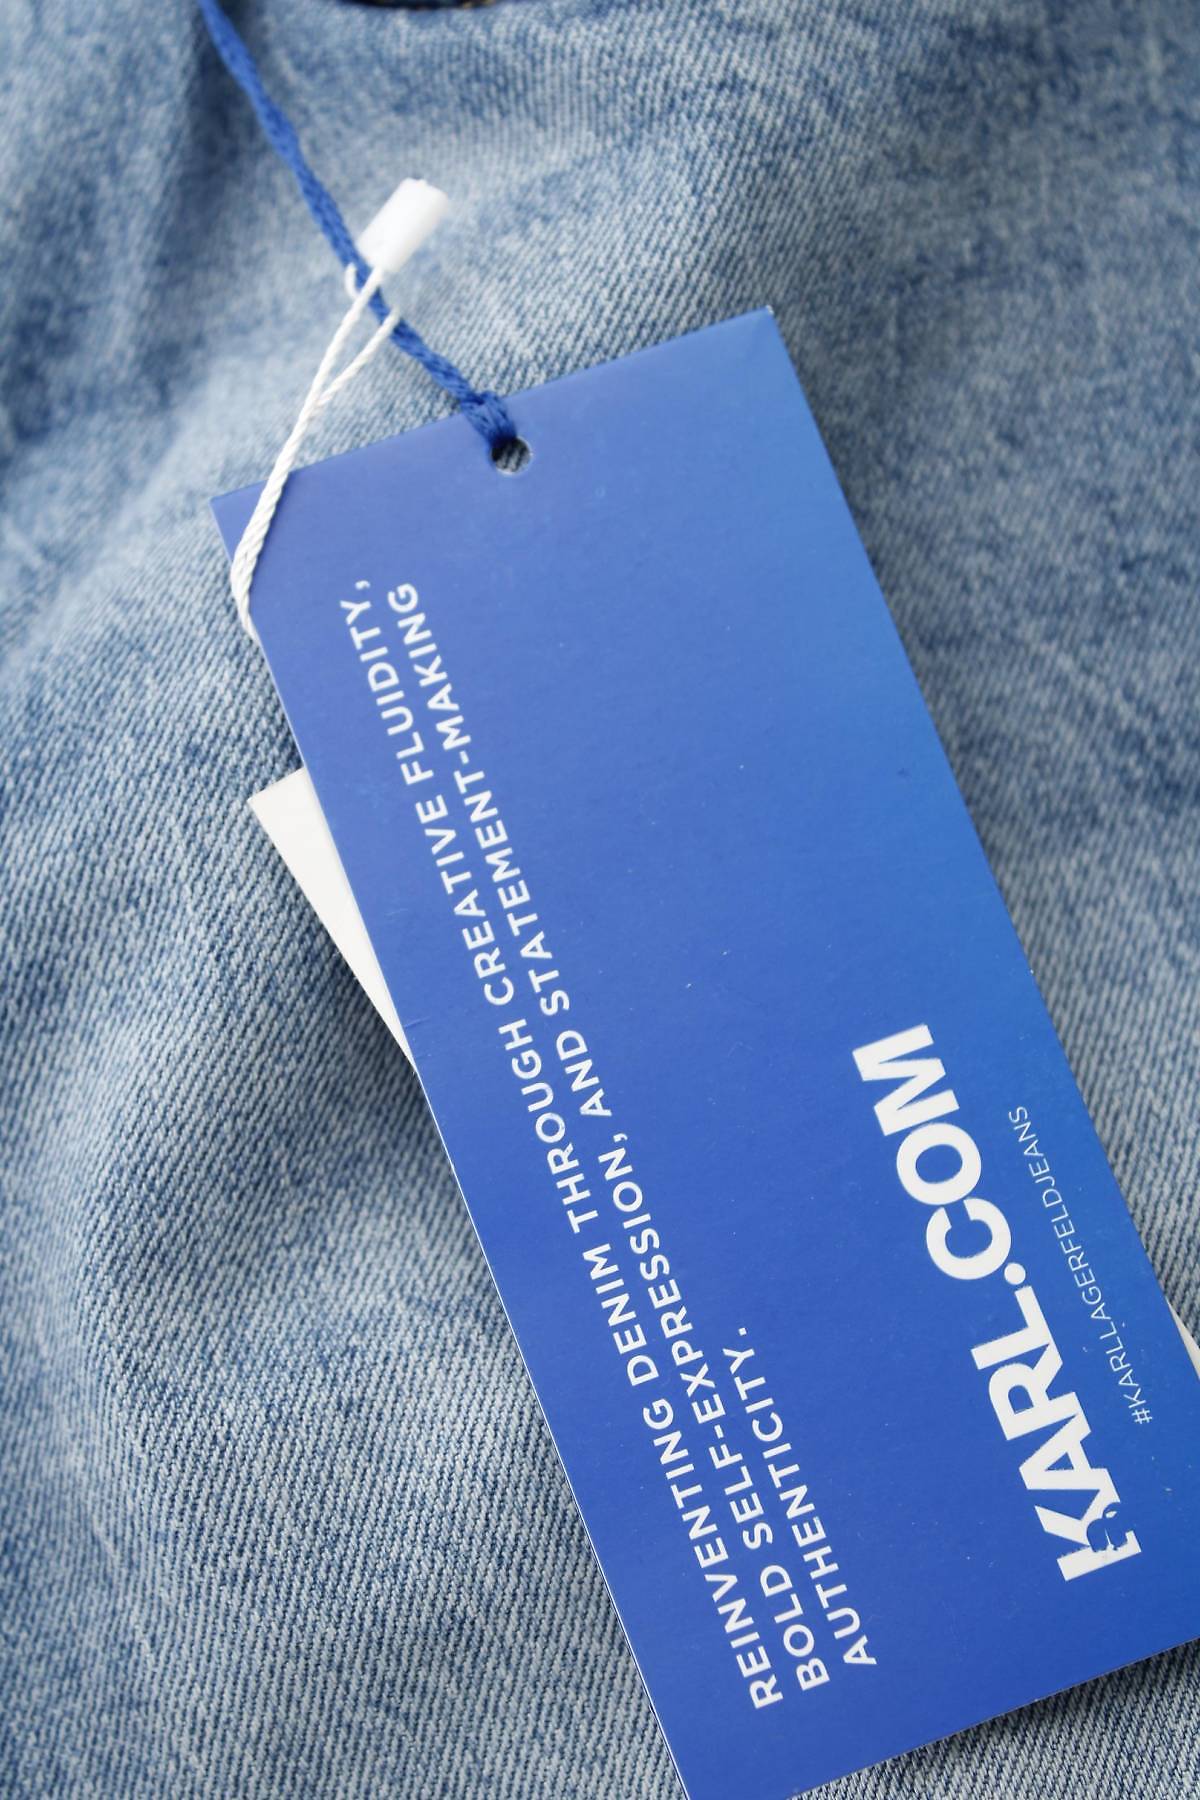 REINVENTING DENIM THROUGH CREATIVE FLUIDITY,
BOLD SELF-EXPRESSION, AND STATEMENT-MAKING
AUTHENTICITY.
KARL.COM
#KARLLAGERFELDJEANS